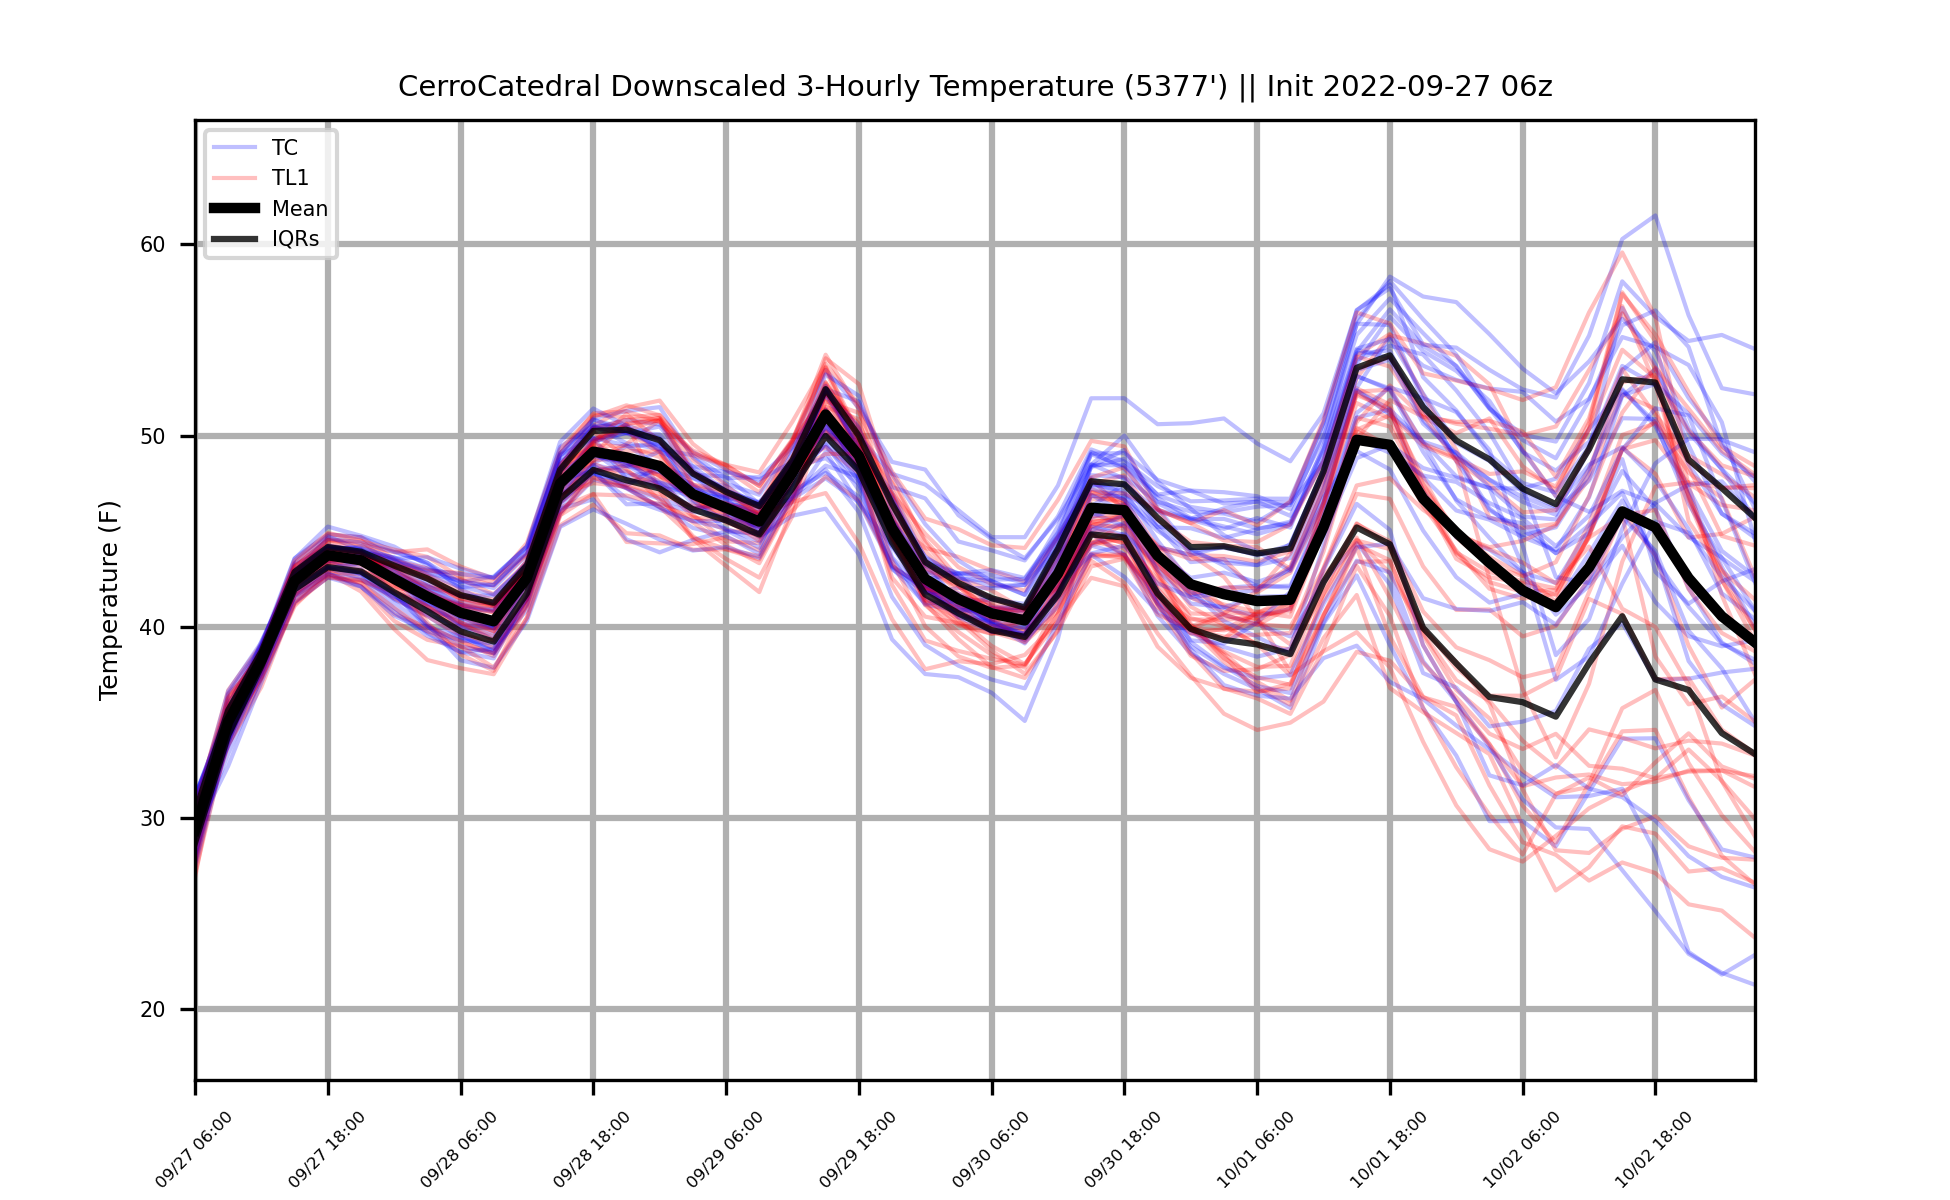 CerroCatedral Downscaled 3-Hourly Temperature (5377') || Init 2022-09-27 06z
TC
TL1
Mean
IQRs
Temperature (F)
60
50
40
30
20
09/27 06:00
09/27 18:00
09/28 06:00
09/28 18:00
09/29 06:00
09/29 18:00
09/30 06:00
09/30 18:00
10/01 06:00
10/01 18:00
10/02 06:00
10/02 18:00